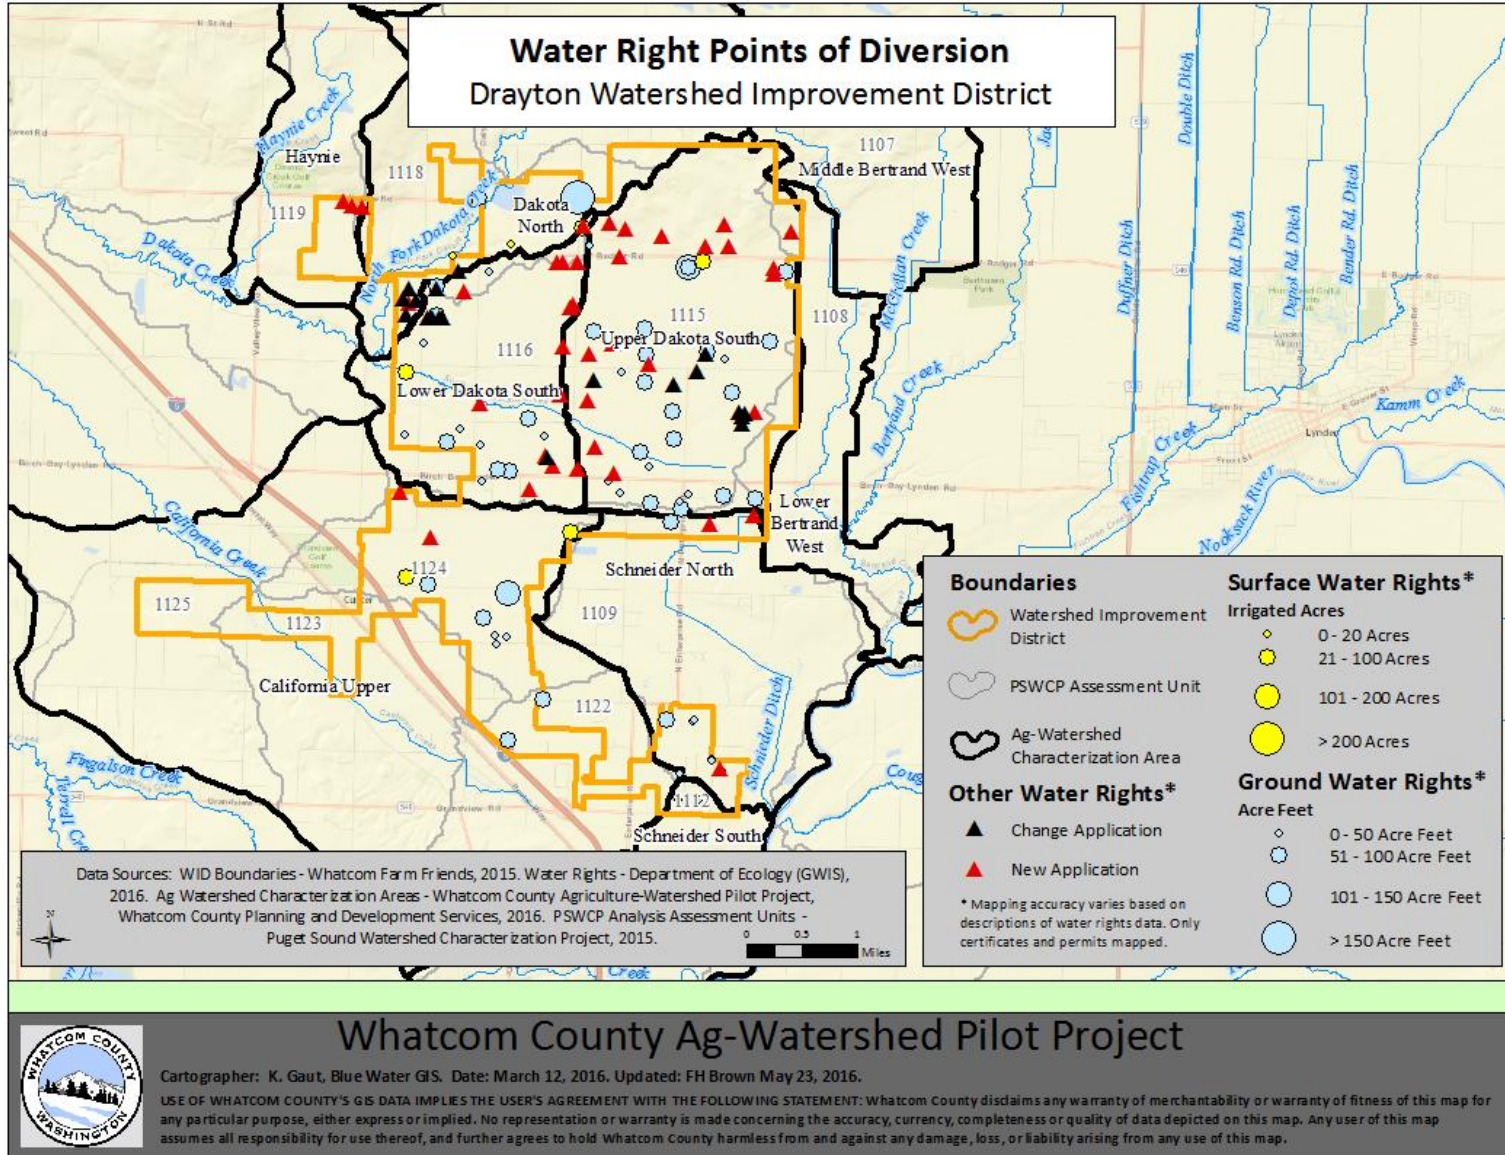 Water Right Points of Diversion
Drayton Watershed Improvement District
Haynie Creek
Haynie
1118
1119
Dakota Creek
North Fork Dakota Creek
Dakota
North
1107
Middle Bertrand West
McClellan Creek
1108
1115
Upper Dakota South
1116
Lower Dakota South
Bertrand Creek
Double Ditch
Duffner Ditch
Benson Rd. Ditch
Depot Rd. Ditch
Bender Rd. Ditch
Kamm Creek
Lynden
Fishtrap Creek
Nooksack River
Birch Bay-Lynden Rd
California Creek
Lower
Bertrand
West
Schneider North
1124
1125
1123
1109
California Upper
1122
Schnieder Ditch
1112
Schneider South
Fingalson Creek
Grandview Rd
Creek
Boundaries
Watershed Improvement
District
PSWCP Assessment Unit
Ag-Watershed
Characterization Area
Other Water Rights*
Change Application
New Application
* Mapping accuracy varies based on
descriptions of water rights data. Only
certificates and permits mapped.
Surface Water Rights*
Irrigated Acres
0 - 20 Acres
21 - 100 Acres
101 - 200 Acres
> 200 Acres
Ground Water Rights*
Acre Feet
0 - 50 Acre Feet
51 - 100 Acre Feet
101 - 150 Acre Feet
> 150 Acre Feet
Data Sources: WID Boundaries - Whatcom Farm Friends, 2015. Water Rights - Department of Ecology (GWIS),
2016. Ag Watershed Characterization Areas - Whatcom County Agriculture-Watershed Pilot Project,
Whatcom County Planning and Development Services, 2016. PSWCP Analysis Assessment Units -
Puget Sound Watershed Characterization Project, 2015.
N
0 0.5 1
Miles
Whatcom County Ag-Watershed Pilot Project
WHATCOM COUNTY
WASHINGTON
Cartographer: K. Gaut, Blue Water GIS. Date: March 12, 2016. Updated: FH Brown May 23, 2016.
USE OF WHATCOM COUNTY'S GIS DATA IMPLIES THE USER'S AGREEMENT WITH THE FOLLOWING STATEMENT: Whatcom County disclaims any warranty of merchantability or warranty of fitness of this map for
any particular purpose, either express or implied. No representation or warranty is made concerning the accuracy, currency, completeness or quality of data depicted on this map. Any user of this map
assumes all responsibility for use thereof, and further agrees to hold Whatcom County harmless from and against any damage, loss, or liability arising from any use of this map.